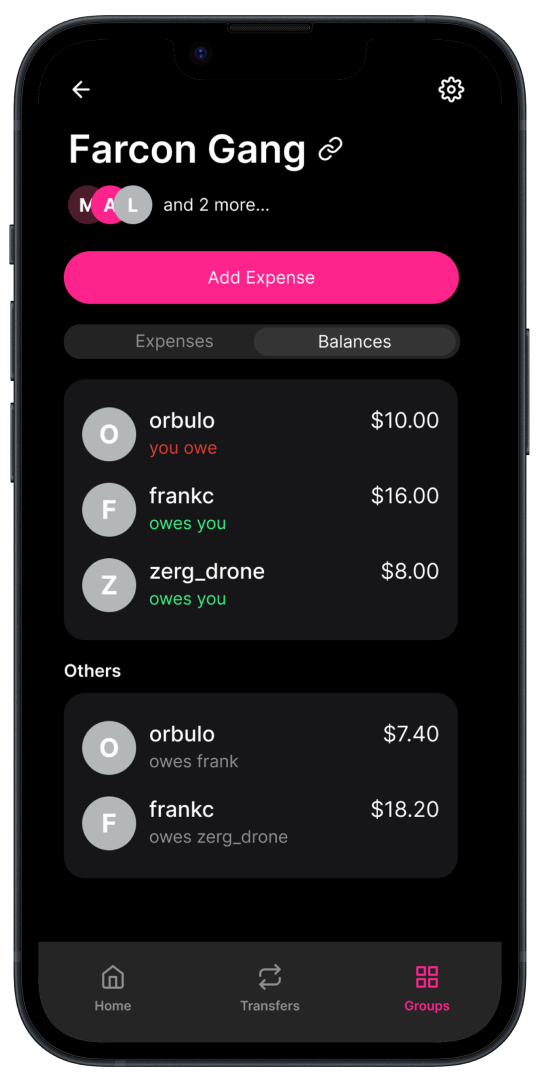 Farcon Gang
M A L and 2 more...
Add Expense
Expenses Balances
O orbulo $10.00
you owe
F frankc $16.00
owes you
Z zerg_drone $8.00
owes you
Others
O orbulo $7.40
owes frank
F frankc $18.20
owes zerg_drone
Home Transfers Groups